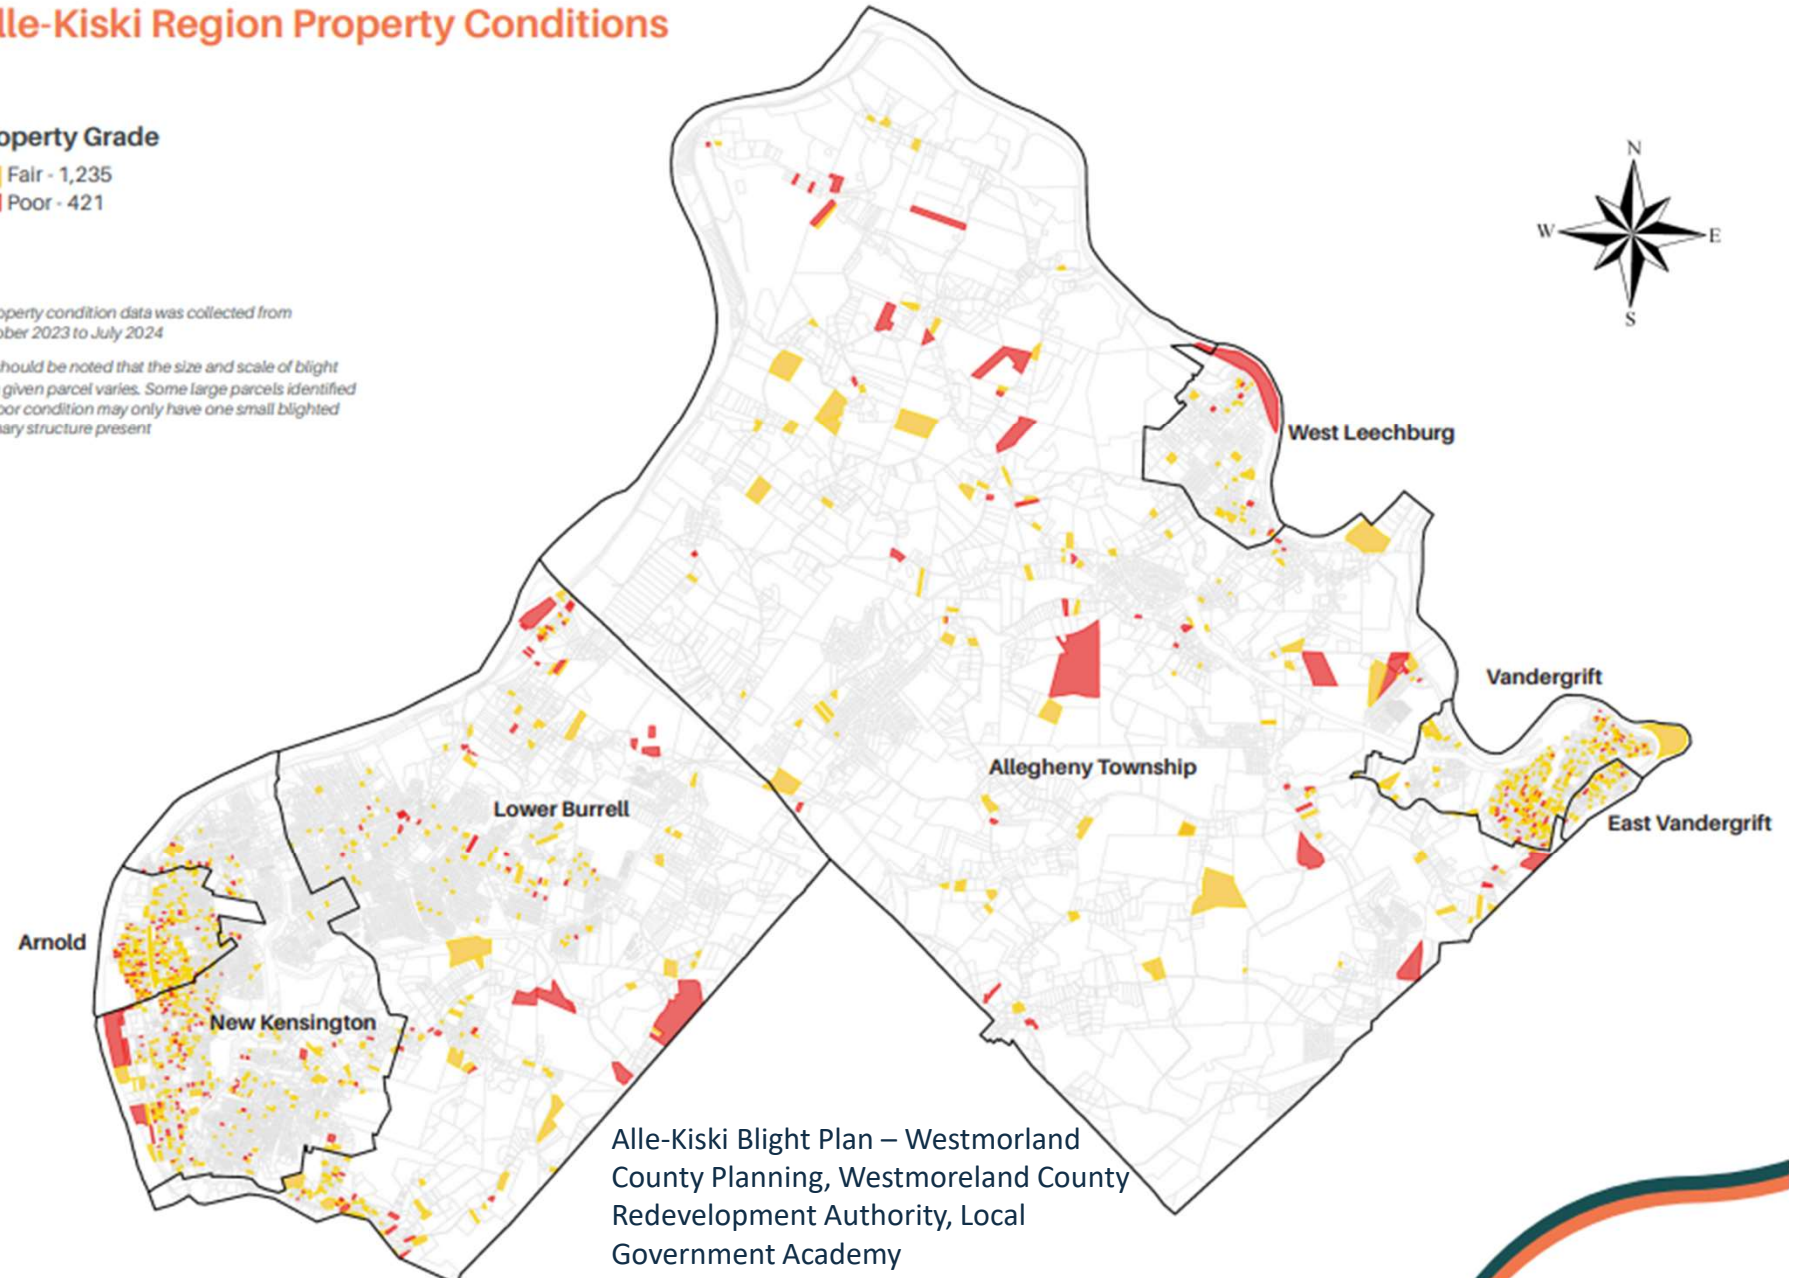 lle-Kiski Region Property Conditions
operty Grade
Fair - 1,235
Poor - 421
operty condition data was collected from
ober 2023 to July 2024
hould be noted that the size and scale of blight
given parcel varies. Some large parcels identified
oor condition may only have one small blighted
ary structure present
N
W
E
S
West Leechburg
Vandergrift
Allegheny Township
Lower Burrell
East Vandergrift
Arnold
New Kensington
Alle-Kiski Blight Plan – Westmorland
County Planning, Westmoreland County
Redevelopment Authority, Local
Government Academy